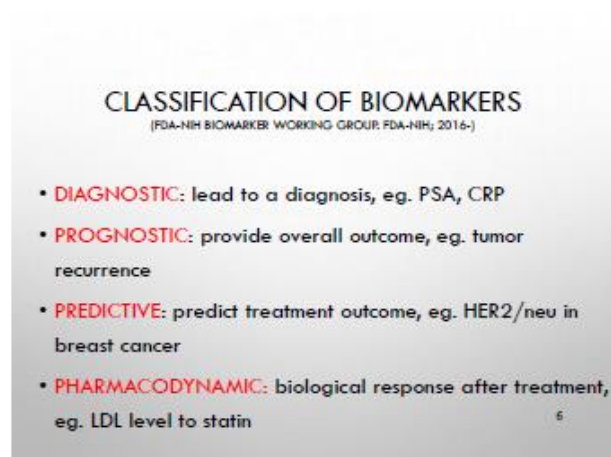 CLASSIFICATION OF BIOMARKERS
(FDA-NIH BIOMARKER WORKING GROUP. FDA-NIH; 2016-)
• DIAGNOSTIC: lead to a diagnosis, eg. PSA, CRP
• PROGNOSTIC: provide overall outcome, eg. tumor
recurrence
• PREDICTIVE: predict treatment outcome, eg. HER2/neu in
breast cancer
• PHARMACODYNAMIC: biological response after treatment,
eg. LDL level to statin
6